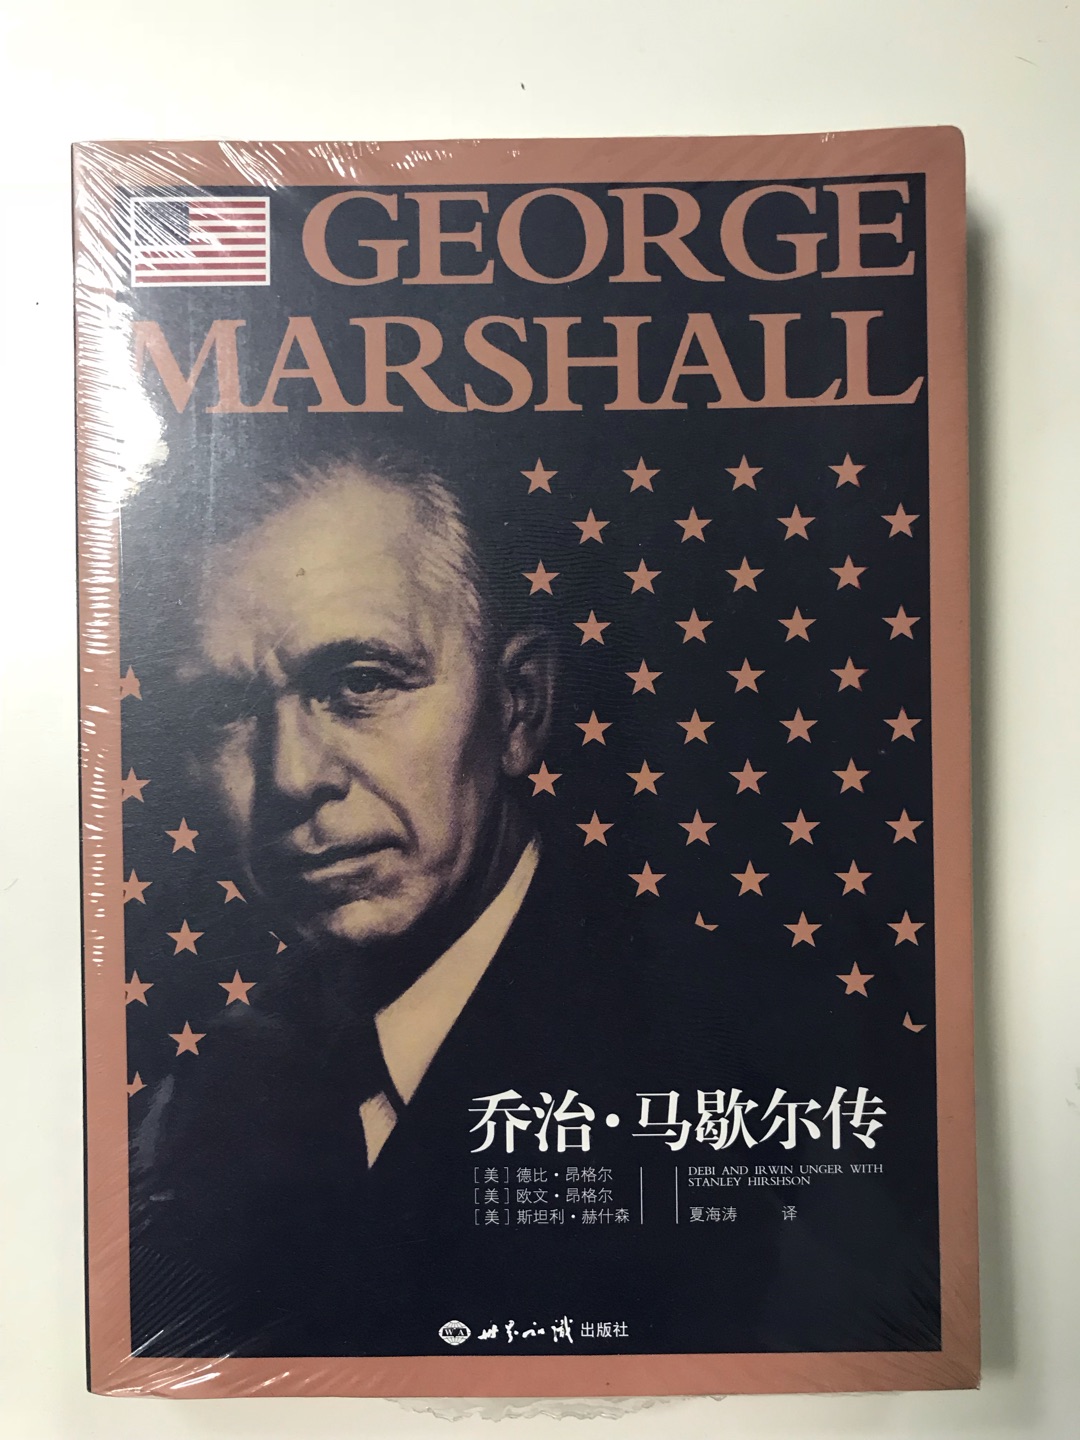 GEORGE
MARSHALL
乔治·马歇尔传
[美] 德比·昂格尔
[美] 欧文·昂格尔
[美] 斯坦利·赫什森
DEBI AND IRWIN UNGER WITH
STANLEY HIRSHSON
夏海涛 译
WA 世界知识 出版社